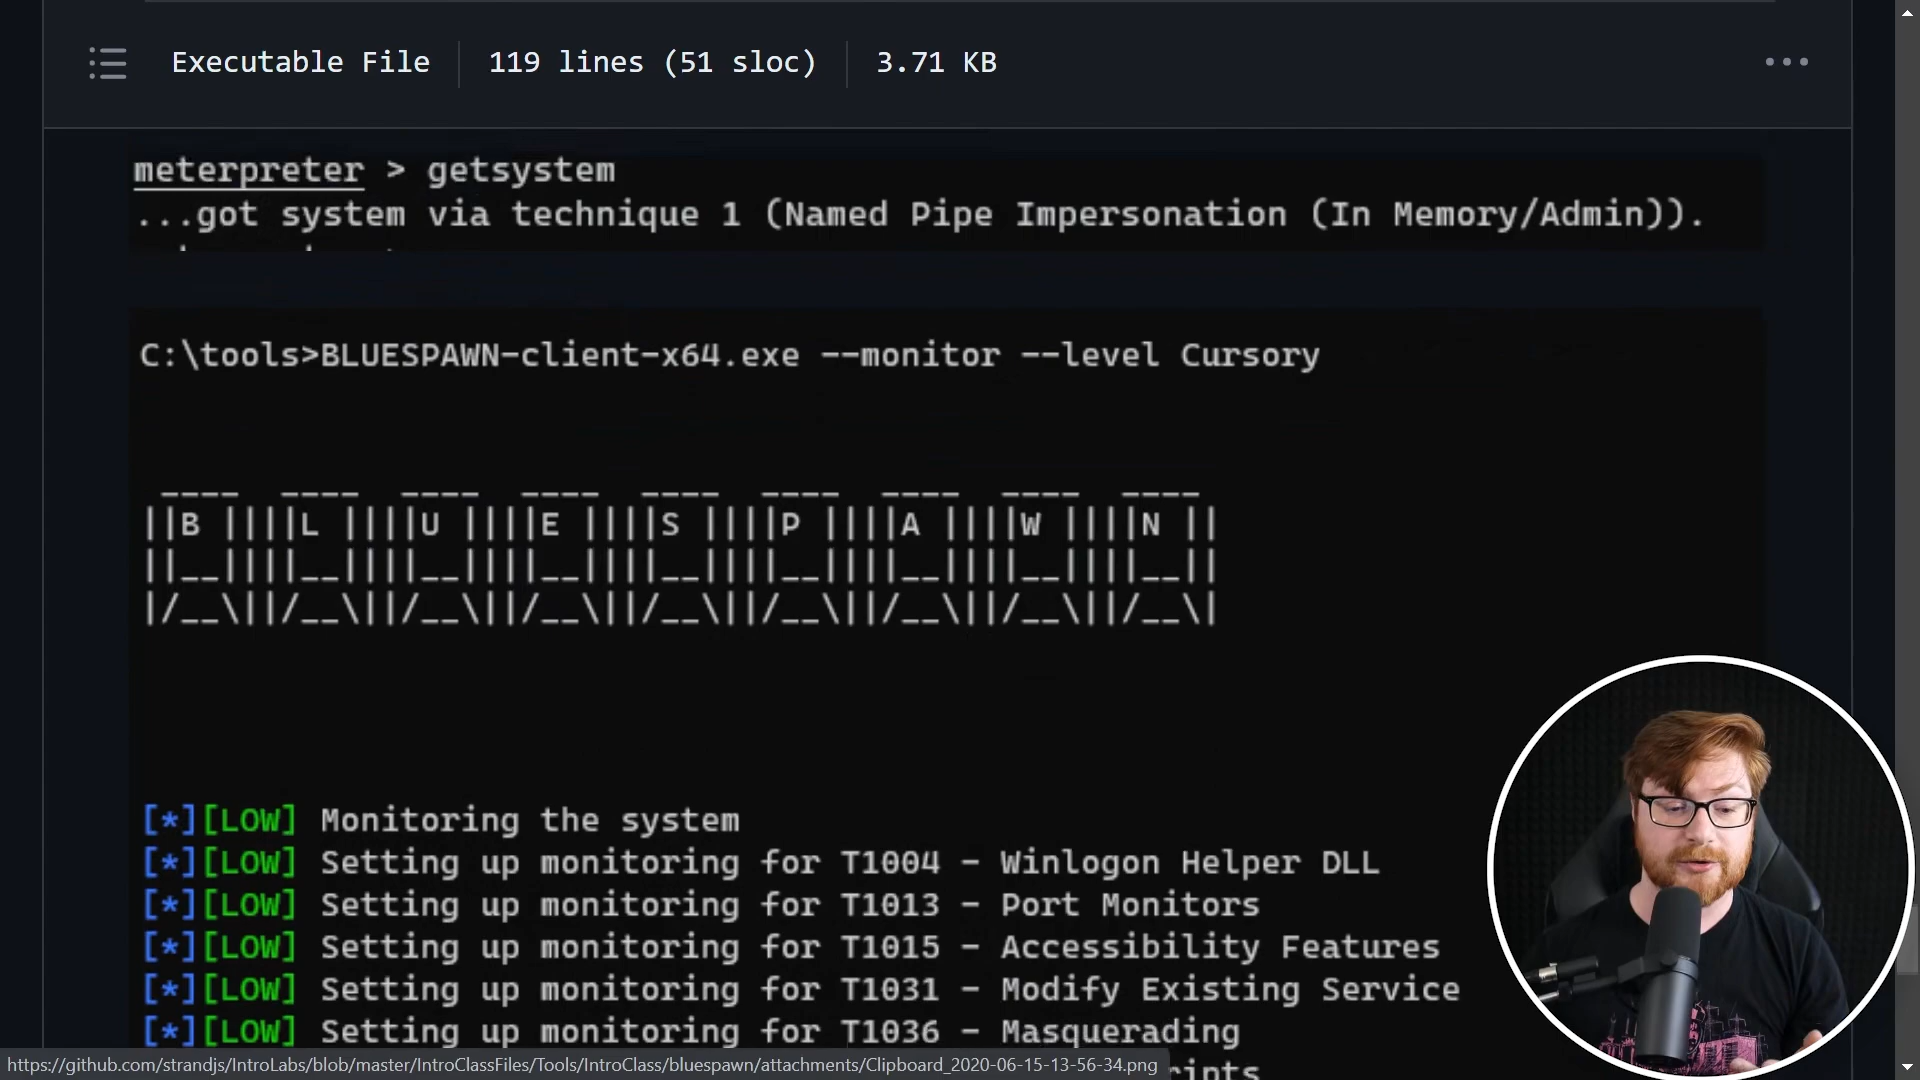 Executable File | 119 lines (51 sloc) | 3.71 KB
meterpreter > getsystem
...got system via technique 1 (Named Pipe Impersonation (In Memory/Admin)).
C:\tools>BLUESPAWN-client-x64.exe --monitor --level Cursory
B L U E S P A W N
[*][LOW] Monitoring the system
[*][LOW] Setting up monitoring for T1004 - Winlogon Helper DLL
[*][LOW] Setting up monitoring for T1013 - Port Monitors
[*][LOW] Setting up monitoring for T1015 - Accessibility Features
[*][LOW] Setting up monitoring for T1031 - Modify Existing Service
[*][LOW] Setting up monitoring for T1036 - Masquerading
https://github.com/strandjs/IntroLabs/blob/master/IntroClassFiles/Tools/IntroClass/bluespawn/attachments/Clipboard_2020-06-15-13-56-34.png